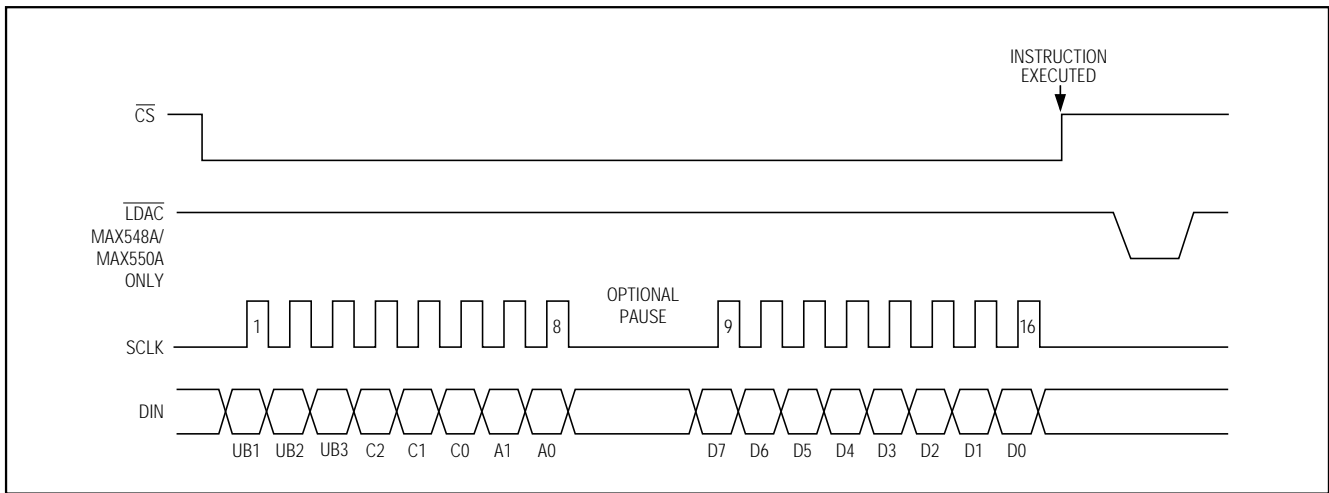 INSTRUCTION
EXECUTED
CS
LDAC
MAX548A/
MAX550A
ONLY
OPTIONAL
PAUSE
1 8 9 16
SCLK
DIN
UB1 UB2 UB3 C2 C1 C0 A1 A0 D7 D6 D5 D4 D3 D2 D1 D0